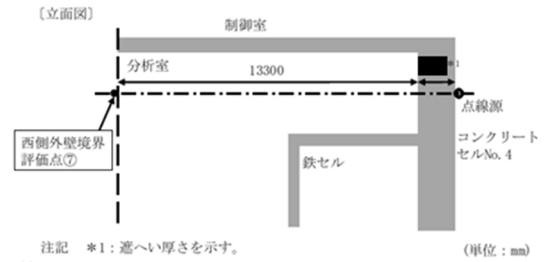 〔立面図〕
制御室
分析室
13300
*1
点線源
西側外壁境界
評価点⑦
コンクリート
セルNo.4
鉄セル
注記 *1:遮へい厚さを示す。
(単位:mm)